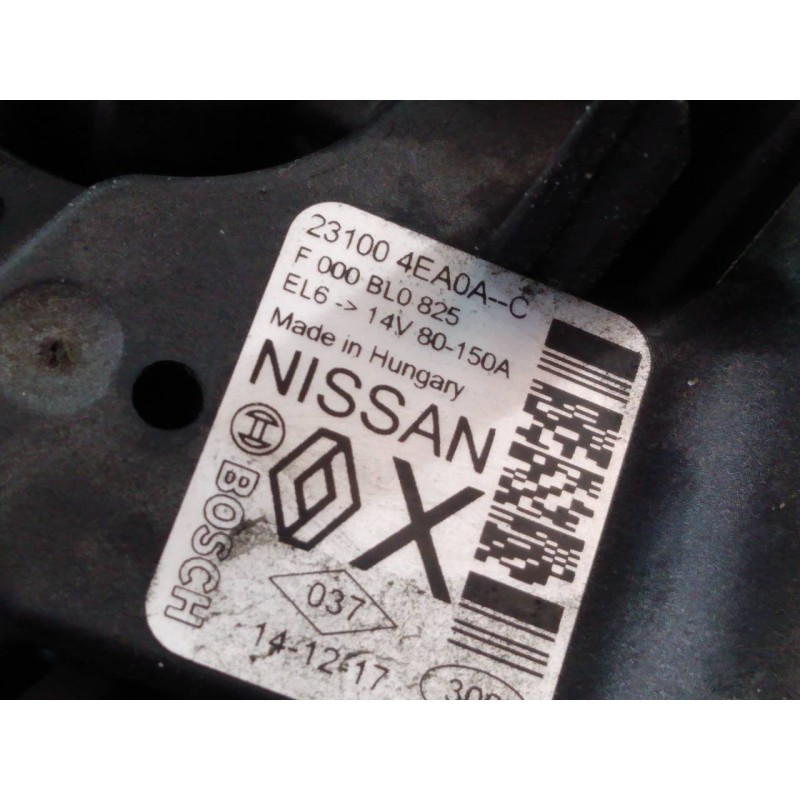 23100 4EA0A--C
F 000 BL0 825
EL6 -> 14V 80-150A
Made in Hungary
NISSAN
BOSCH
X
037
14-12-17